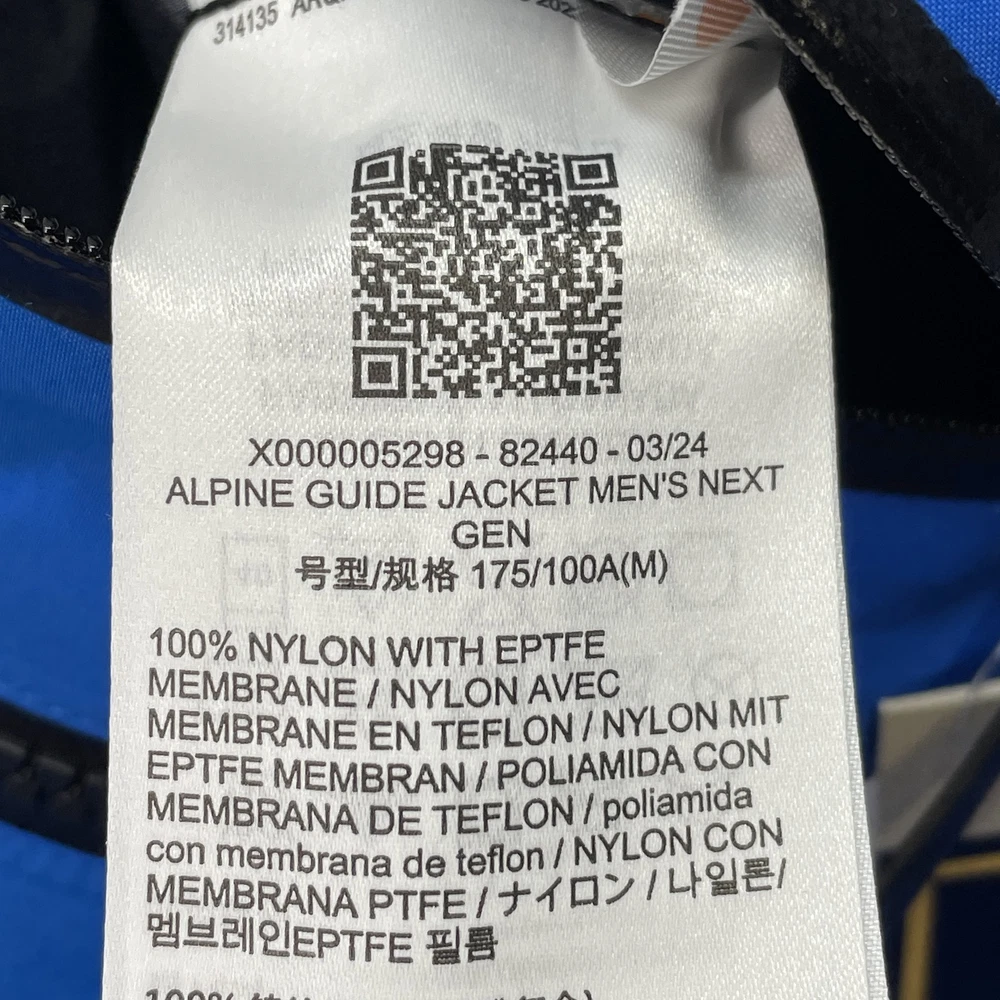 314135
X000005298 - 82440 - 03/24
ALPINE GUIDE JACKET MEN'S NEXT
GEN
号型/规格 175/100A(M)
100% NYLON WITH EPTFE
MEMBRANE / NYLON AVEC
MEMBRANE EN TEFLON / NYLON MIT
EPTFE MEMBRAN / POLIAMIDA CON
MEMBRANA DE TEFLON / poliamida
con membrana de teflon / NYLON CON
MEMBRANA PTFE / ナイロン / 나일론/
멤브레인EPTFE 필름
100%